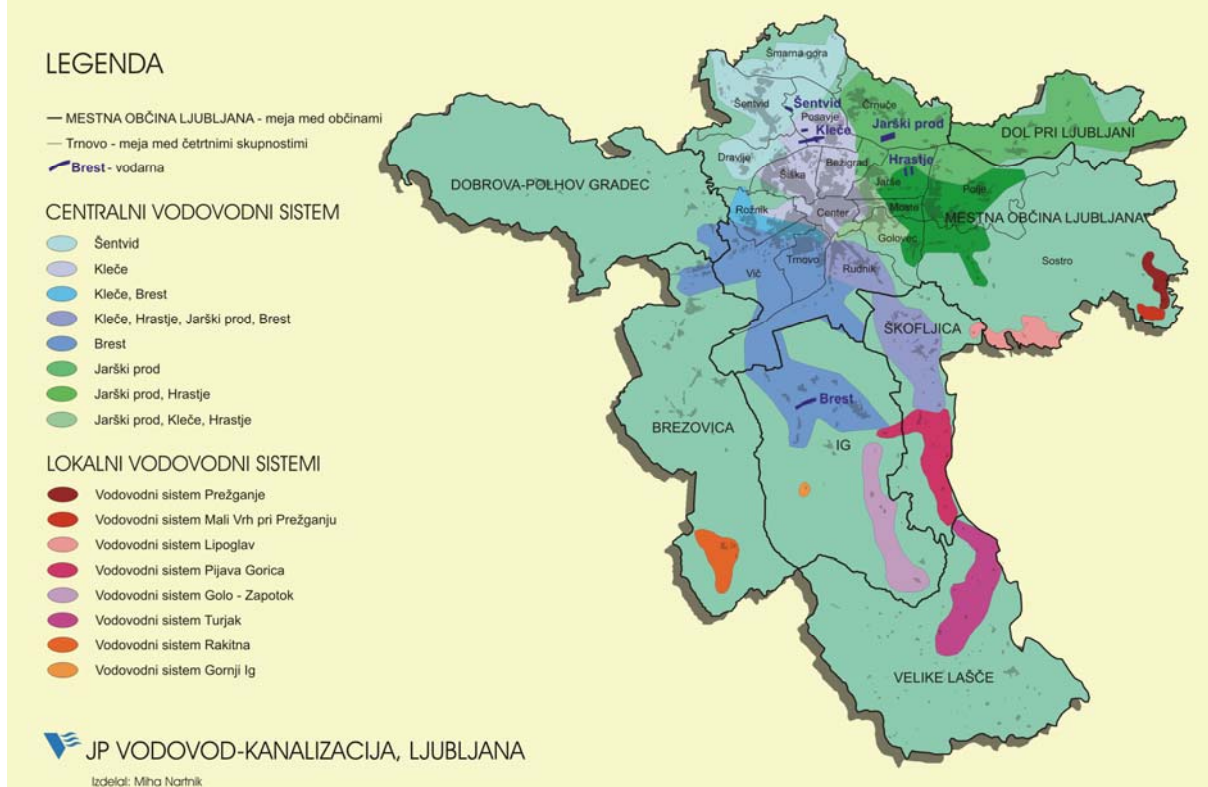 LEGENDA
MESTNA OBČINA LJUBLJANA - meja med občinami
Trnovo - meja med četrtnimi skupnostimi
Brest - vodarna
CENTRALNI VODOVODNI SISTEM
Šentvid
Kleče
Kleče, Brest
Kleče, Hrastje, Jarški prod, Brest
Brest
Jarški prod
Jarški prod, Hrastje
Jarški prod, Kleče, Hrastje
LOKALNI VODOVODNI SISTEMI
Vodovodni sistem Prežganje
Vodovodni sistem Mali Vrh pri Prežganju
Vodovodni sistem Lipoglav
Vodovodni sistem Pijava Gorica
Vodovodni sistem Golo - Zapotok
Vodovodni sistem Turjak
Vodovodni sistem Rakitna
Vodovodni sistem Gornji Ig
JP VODOVOD-KANALIZACIJA, LJUBLJANA
Izdelal: Miha Nartnik
Šmarna gora
Šentvid
Šentvid
Posavje
Kleče
Črnuče
Jarški prod
DOL PRI LJUBLJANI
Dravlje
Bežigrad
Hrastje
Šiška
Jarše
Polje
DOBROVA-POLHOV GRADEC
Rožnik
Center
Moste
MESTNA OBČINA LJUBLJANA
Golovec
Sostro
Vič
Trnovo
Rudnik
ŠKOFLJICA
Brest
BREZOVICA
IG
VELIKE LAŠČE